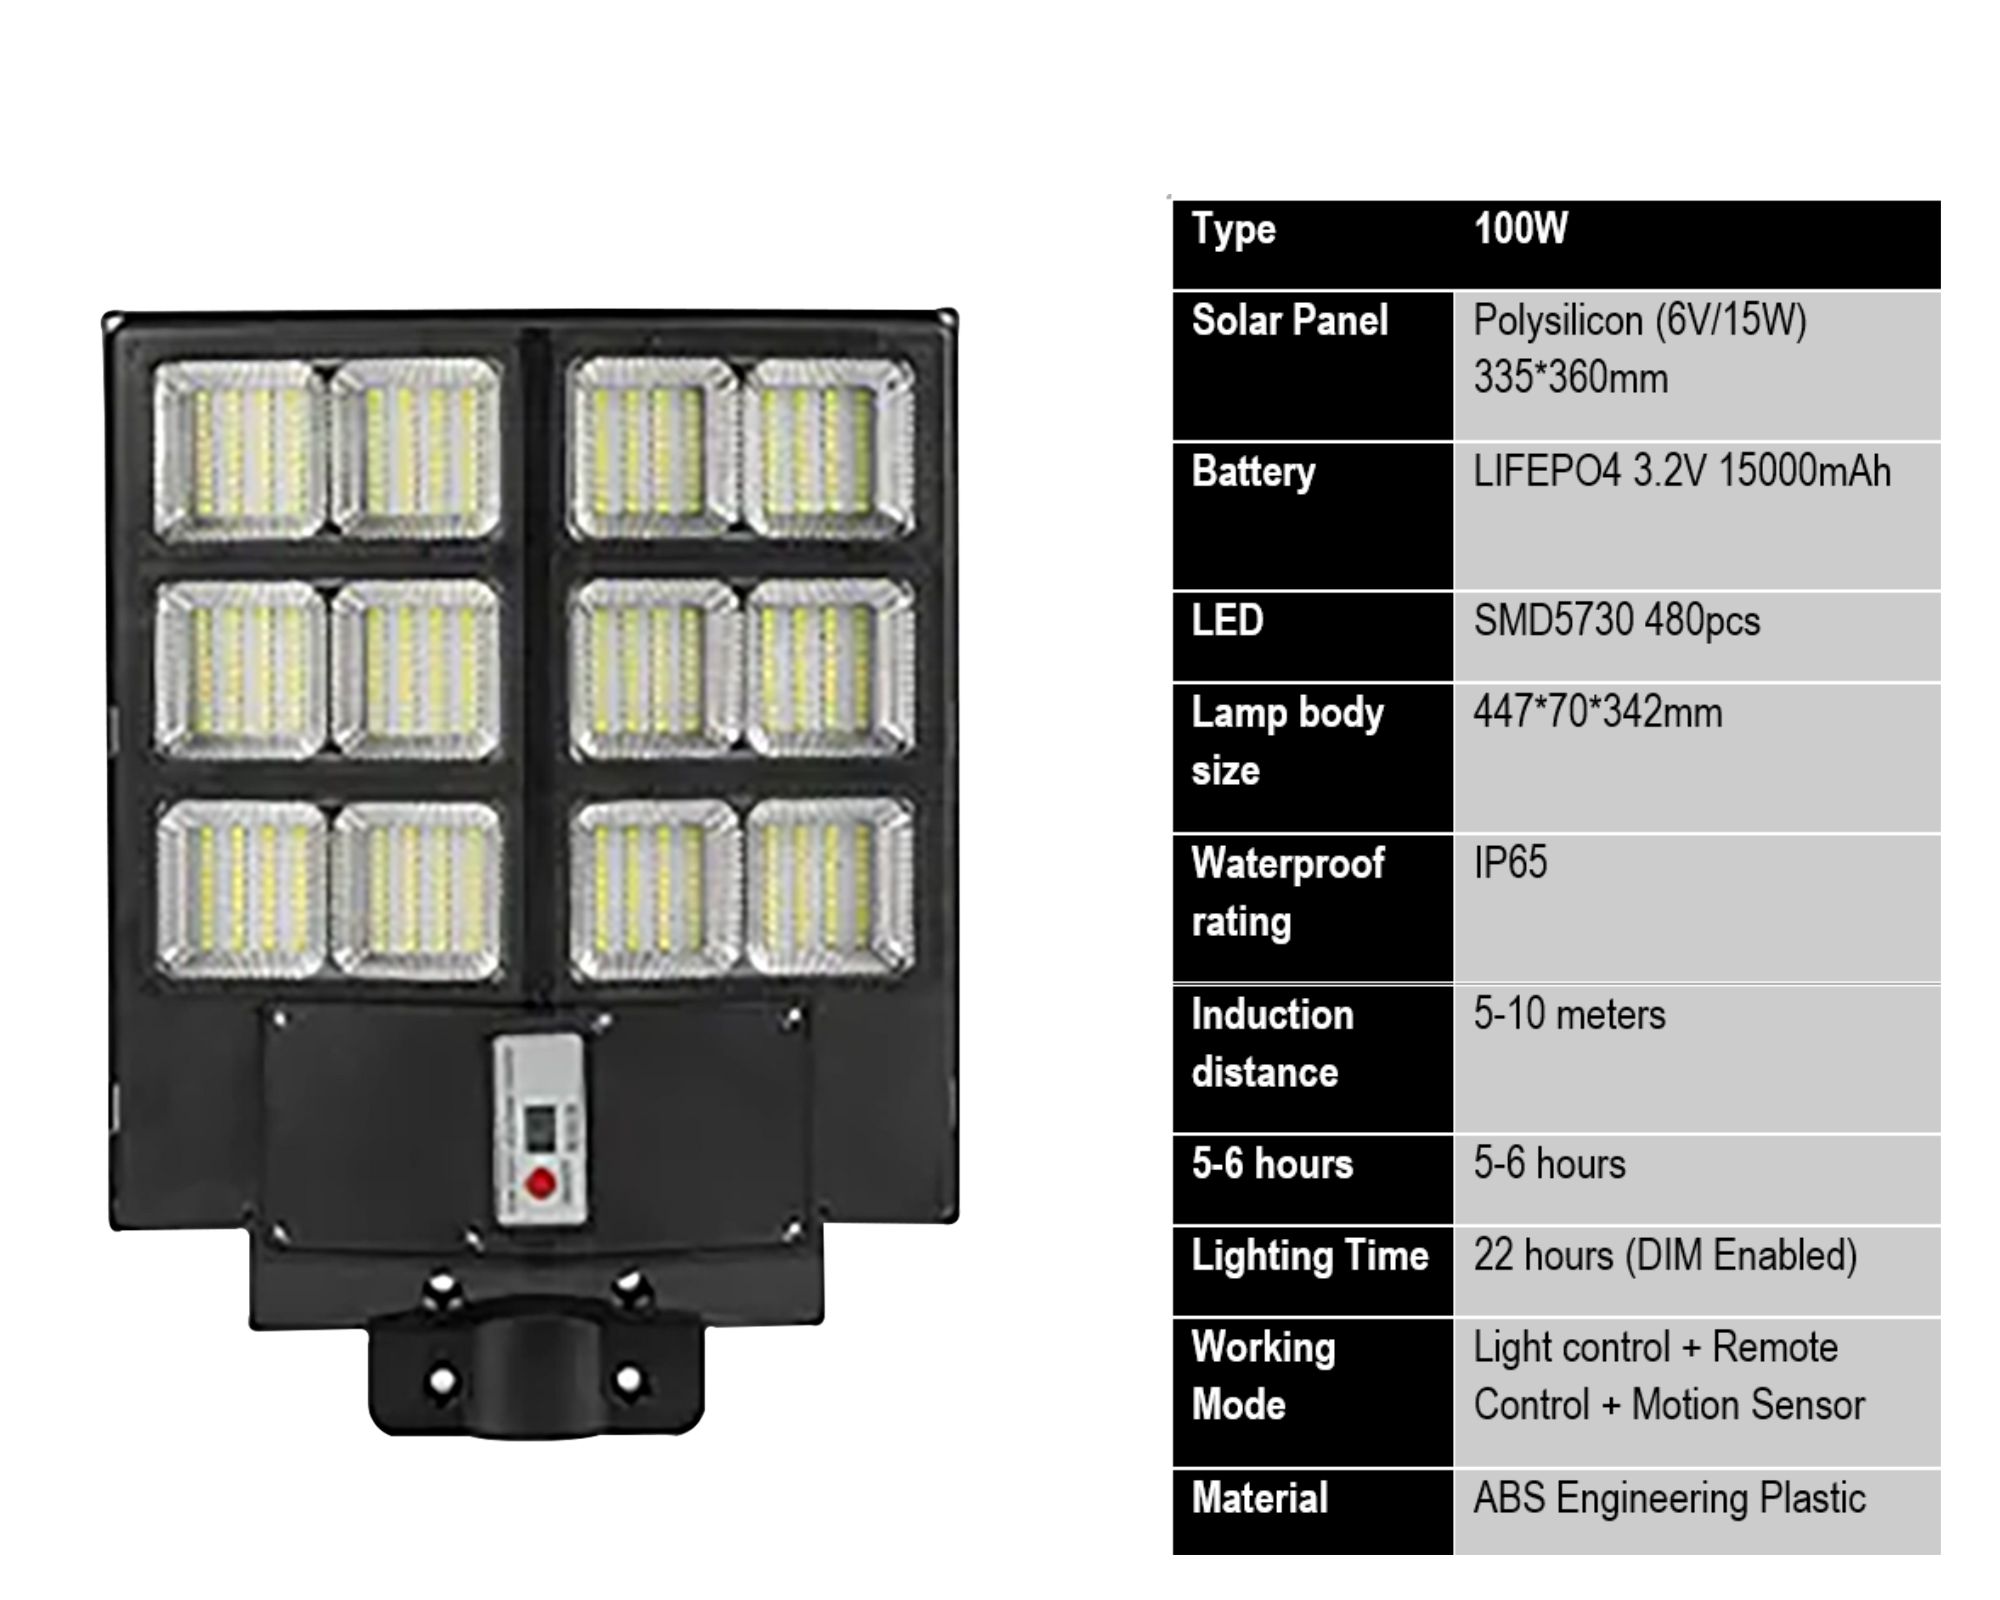 Type 100W
Solar Panel Polysilicon (6V/15W)
335*360mm
Battery LIFEPO4 3.2V 15000mAh
LED SMD5730 480pcs
Lamp body 447*70*342mm
size
Waterproof IP65
rating
Induction 5-10 meters
distance
5-6 hours 5-6 hours
Lighting Time 22 hours (DIM Enabled)
Working Light control + Remote
Mode Control + Motion Sensor
Material ABS Engineering Plastic